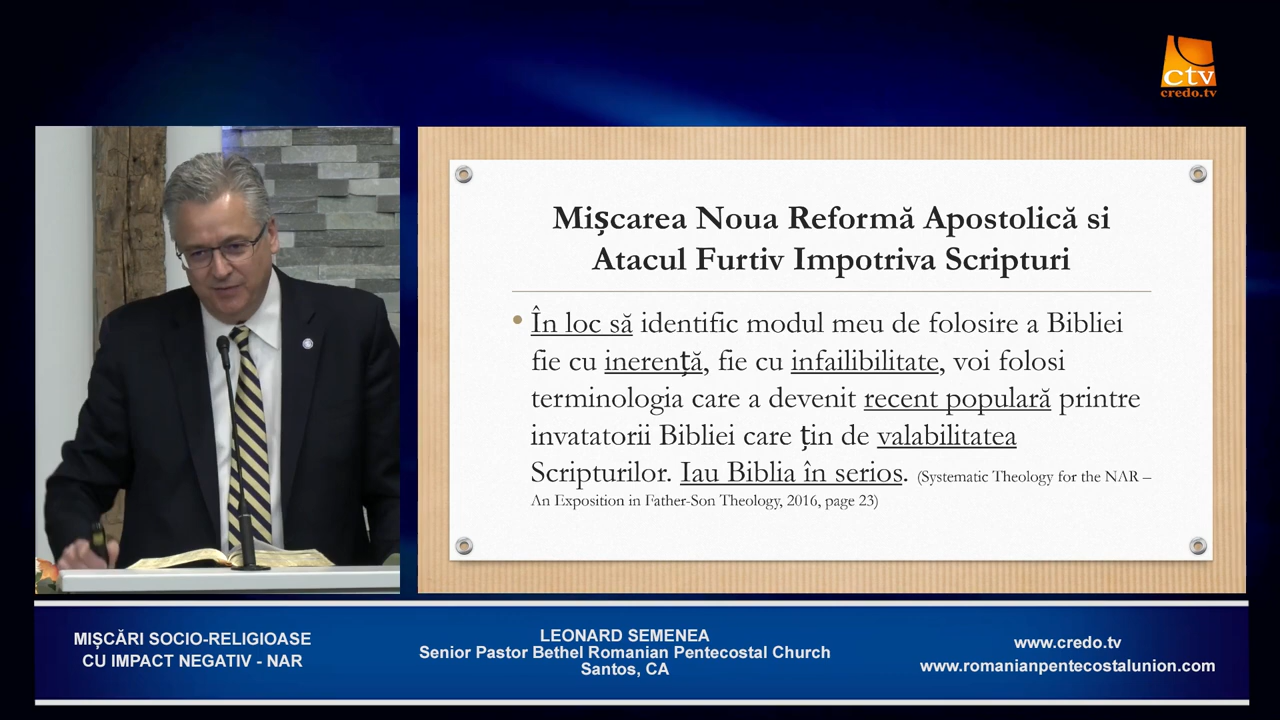 ctv
credo.tv
Mișcarea Noua Reformă Apostolică si
Atacul Furtiv Impotriva Scripturi
• În loc să identific modul meu de folosire a Bibliei
fie cu inerență, fie cu infailibilitate, voi folosi
terminologia care a devenit recent populară printre
invatatorii Bibliei care țin de valabilitatea
Scripturilor. Iau Biblia în serios. (Systematic Theology for the NAR –
An Exposition in Father-Son Theology, 2016, page 23)
MIȘCĂRI SOCIO-RELIGIOASE
CU IMPACT NEGATIV - NAR
LEONARD SEMENEA
Senior Pastor Bethel Romanian Pentecostal Church
Santos, CA
www.credo.tv
www.romanianpentecostalunion.com